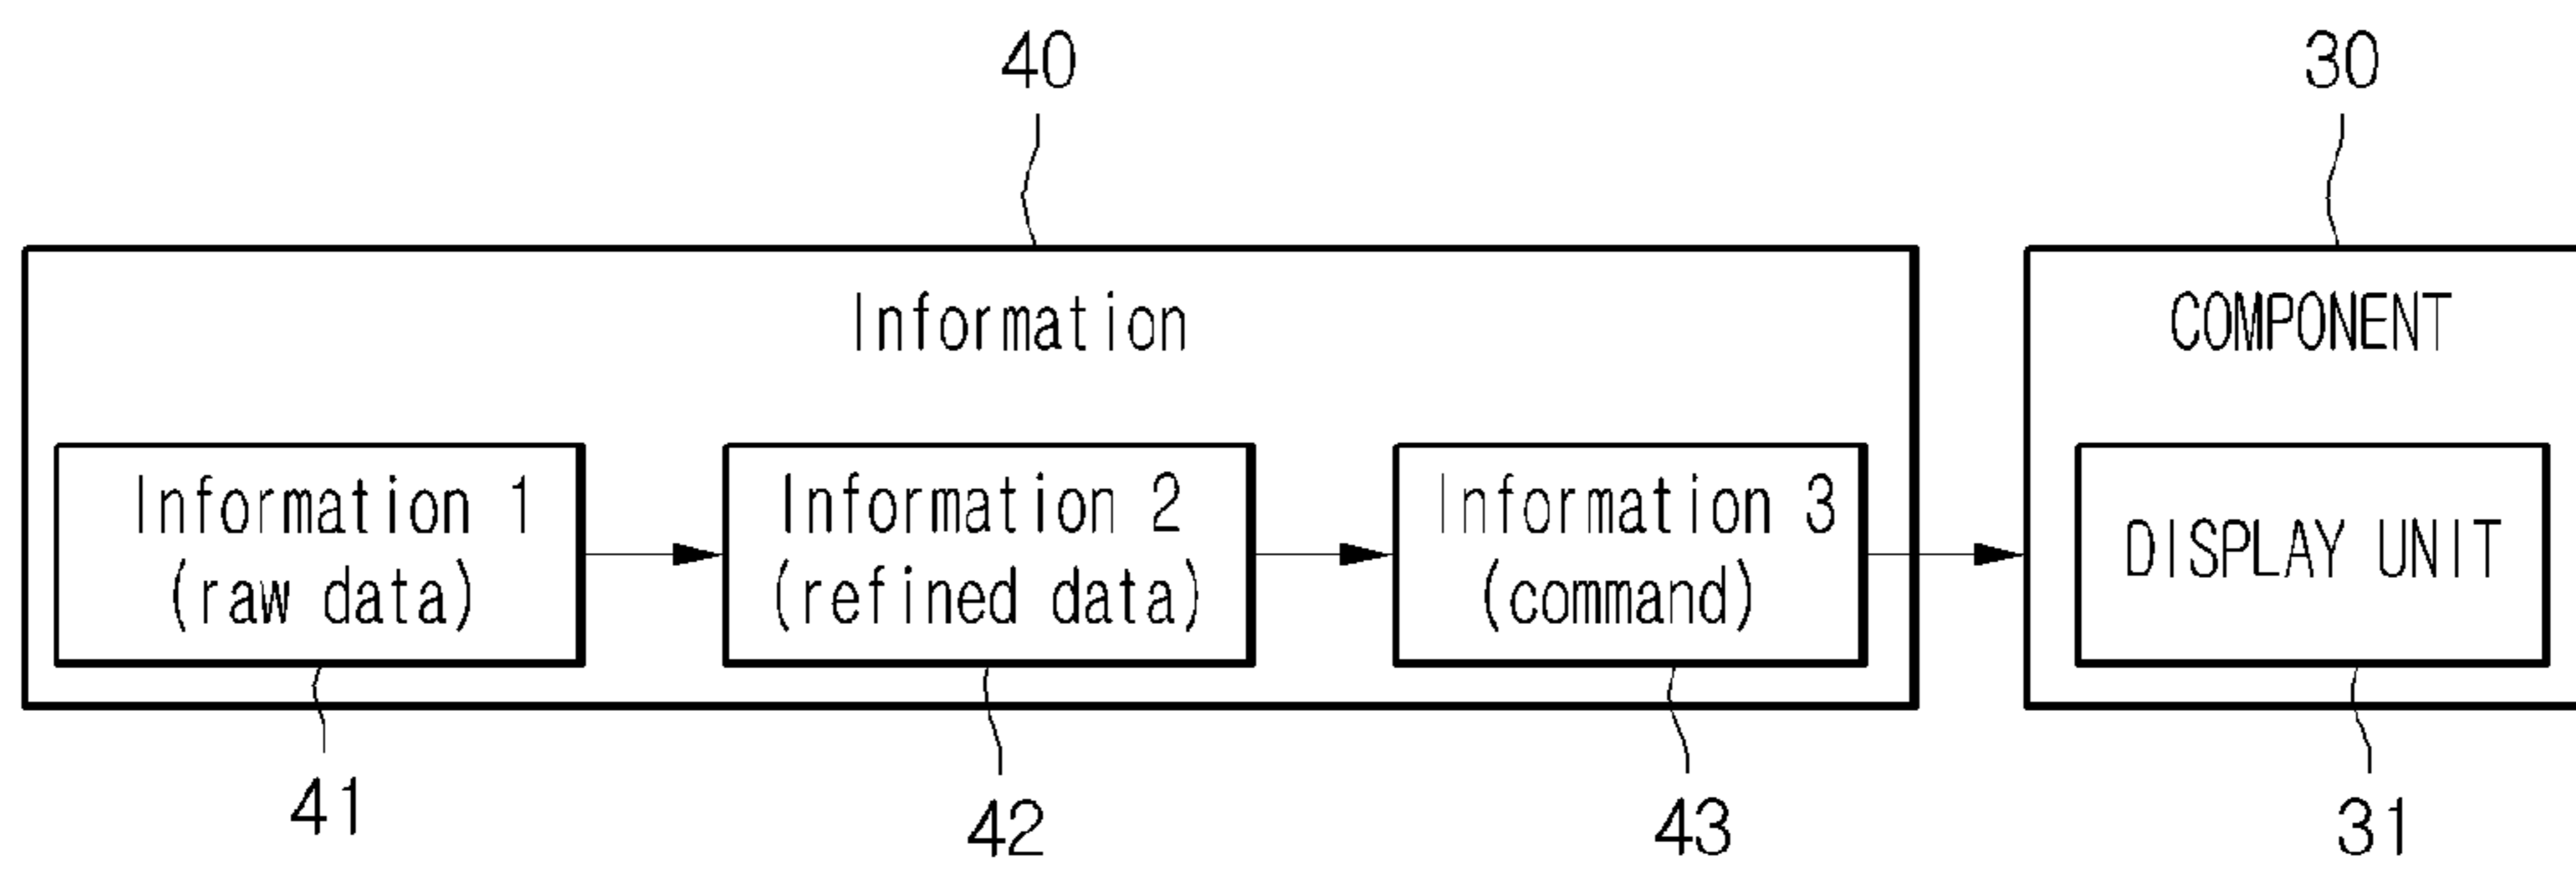 40
30
Information
COMPONENT
Information 1
(raw data)
Information 2
(refined data)
Information 3
(command)
DISPLAY UNIT
41
42
43
31